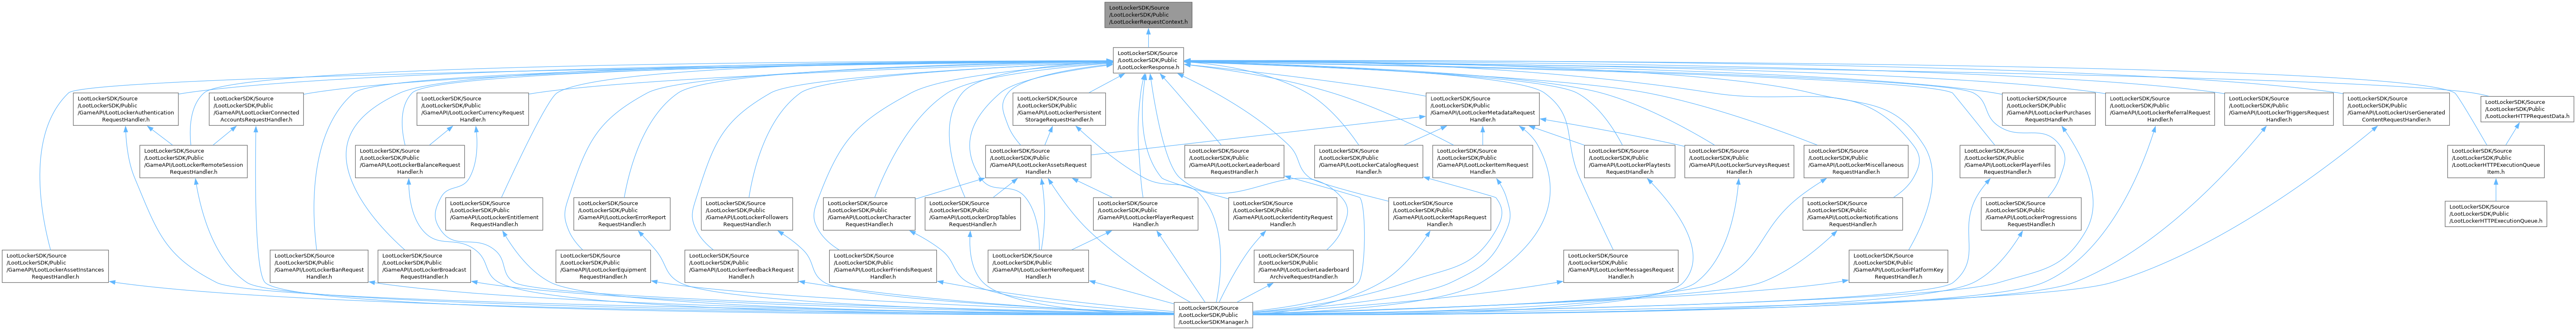 LootLockerSDK/Source
/LootLockerSDK/Public
/LootLockerRequestContext.h
LootLockerSDK/Source
/LootLockerSDK/Public
/LootLockerResponse.h
LootLockerSDK/Source
/LootLockerSDK/Public
/GameAPI/LootLockerAuthentication
RequestHandler.h
LootLockerSDK/Source
/LootLockerSDK/Public
/GameAPI/LootLockerConnected
AccountsRequestHandler.h
LootLockerSDK/Source
/LootLockerSDK/Public
/GameAPI/LootLockerCurrencyRequest
Handler.h
LootLockerSDK/Source
/LootLockerSDK/Public
/GameAPI/LootLockerPersistent
StorageRequestHandler.h
LootLockerSDK/Source
/LootLockerSDK/Public
/GameAPI/LootLockerMetadataRequest
Handler.h
LootLockerSDK/Source
/LootLockerSDK/Public
/GameAPI/LootLockerPurchases
RequestHandler.h
LootLockerSDK/Source
/LootLockerSDK/Public
/GameAPI/LootLockerReferralRequest
Handler.h
LootLockerSDK/Source
/LootLockerSDK/Public
/GameAPI/LootLockerTriggersRequest
Handler.h
LootLockerSDK/Source
/LootLockerSDK/Public
/GameAPI/LootLockerUserGenerated
ContentRequestHandler.h
LootLockerSDK/Source
/LootLockerSDK/Public
/LootLockerHTTPRequestData.h
LootLockerSDK/Source
/LootLockerSDK/Public
/GameAPI/LootLockerRemoteSession
RequestHandler.h
LootLockerSDK/Source
/LootLockerSDK/Public
/GameAPI/LootLockerBalanceRequest
Handler.h
LootLockerSDK/Source
/LootLockerSDK/Public
/GameAPI/LootLockerAssetsRequest
Handler.h
LootLockerSDK/Source
/LootLockerSDK/Public
/GameAPI/LootLockerLeaderboard
RequestHandler.h
LootLockerSDK/Source
/LootLockerSDK/Public
/GameAPI/LootLockerCatalogRequest
Handler.h
LootLockerSDK/Source
/LootLockerSDK/Public
/GameAPI/LootLockerItemRequest
Handler.h
LootLockerSDK/Source
/LootLockerSDK/Public
/GameAPI/LootLockerPlaytests
RequestHandler.h
LootLockerSDK/Source
/LootLockerSDK/Public
/GameAPI/LootLockerSurveysRequest
Handler.h
LootLockerSDK/Source
/LootLockerSDK/Public
/GameAPI/LootLockerMiscellaneous
RequestHandler.h
LootLockerSDK/Source
/LootLockerSDK/Public
/GameAPI/LootLockerPlayerFiles
RequestHandler.h
LootLockerSDK/Source
/LootLockerSDK/Public
/LootLockerHTTPExecutionQueue
Item.h
LootLockerSDK/Source
/LootLockerSDK/Public
/GameAPI/LootLockerEntitlement
RequestHandler.h
LootLockerSDK/Source
/LootLockerSDK/Public
/GameAPI/LootLockerErrorReport
RequestHandler.h
LootLockerSDK/Source
/LootLockerSDK/Public
/GameAPI/LootLockerFollowers
RequestHandler.h
LootLockerSDK/Source
/LootLockerSDK/Public
/GameAPI/LootLockerCharacter
RequestHandler.h
LootLockerSDK/Source
/LootLockerSDK/Public
/GameAPI/LootLockerDropTables
RequestHandler.h
LootLockerSDK/Source
/LootLockerSDK/Public
/GameAPI/LootLockerPlayerRequest
Handler.h
LootLockerSDK/Source
/LootLockerSDK/Public
/GameAPI/LootLockerIdentityRequest
Handler.h
LootLockerSDK/Source
/LootLockerSDK/Public
/GameAPI/LootLockerMapsRequest
Handler.h
LootLockerSDK/Source
/LootLockerSDK/Public
/GameAPI/LootLockerNotifications
RequestHandler.h
LootLockerSDK/Source
/LootLockerSDK/Public
/GameAPI/LootLockerProgressions
RequestHandler.h
LootLockerSDK/Source
/LootLockerSDK/Public
/LootLockerHTTPExecutionQueue.h
LootLockerSDK/Source
/LootLockerSDK/Public
/GameAPI/LootLockerAssetInstances
RequestHandler.h
LootLockerSDK/Source
/LootLockerSDK/Public
/GameAPI/LootLockerBanRequest
Handler.h
LootLockerSDK/Source
/LootLockerSDK/Public
/GameAPI/LootLockerBroadcast
RequestHandler.h
LootLockerSDK/Source
/LootLockerSDK/Public
/GameAPI/LootLockerEquipment
RequestHandler.h
LootLockerSDK/Source
/LootLockerSDK/Public
/GameAPI/LootLockerFeedbackRequest
Handler.h
LootLockerSDK/Source
/LootLockerSDK/Public
/GameAPI/LootLockerFriendsRequest
Handler.h
LootLockerSDK/Source
/LootLockerSDK/Public
/GameAPI/LootLockerHeroRequest
Handler.h
LootLockerSDK/Source
/LootLockerSDK/Public
/GameAPI/LootLockerLeaderboard
ArchiveRequestHandler.h
LootLockerSDK/Source
/LootLockerSDK/Public
/GameAPI/LootLockerMessagesRequest
Handler.h
LootLockerSDK/Source
/LootLockerSDK/Public
/GameAPI/LootLockerPlatformKey
RequestHandler.h
LootLockerSDK/Source
/LootLockerSDK/Public
/LootLockerSDKManager.h